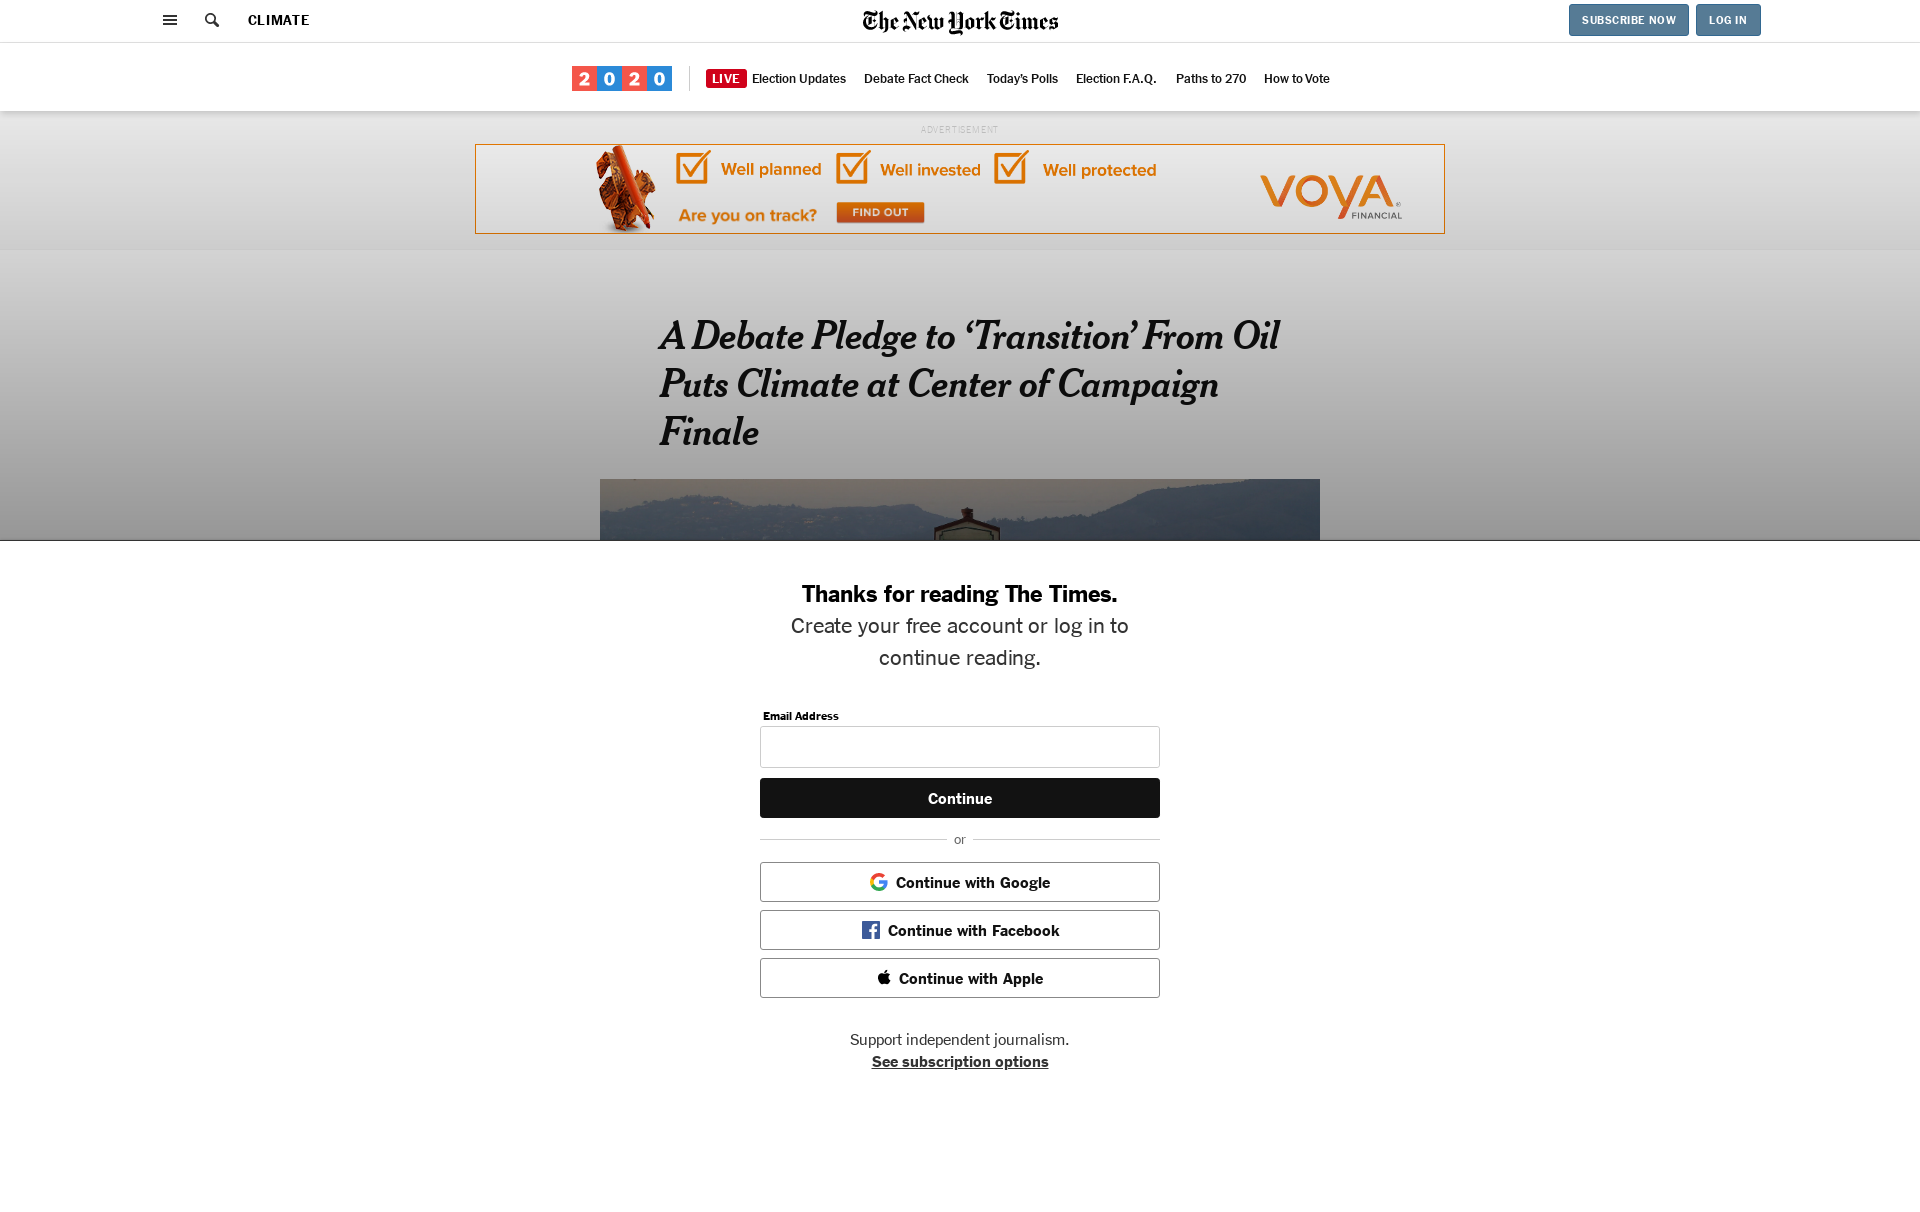 CLIMATE
The New York Times
SUBSCRIBE NOW
LOG IN
2020
LIVE Election Updates
Debate Fact Check
Today's Polls
Election F.A.Q.
Paths to 270
How to Vote
ADVERTISEMENT
Well planned
Well invested
Well protected
Are you on track?
FIND OUT
VOYA
FINANCIAL
A Debate Pledge to ‘Transition’ From Oil
Puts Climate at Center of Campaign
Finale
Thanks for reading The Times.
Create your free account or log in to
continue reading.
Email Address
Continue
or
Continue with Google
Continue with Facebook
Continue with Apple
Support independent journalism.
See subscription options